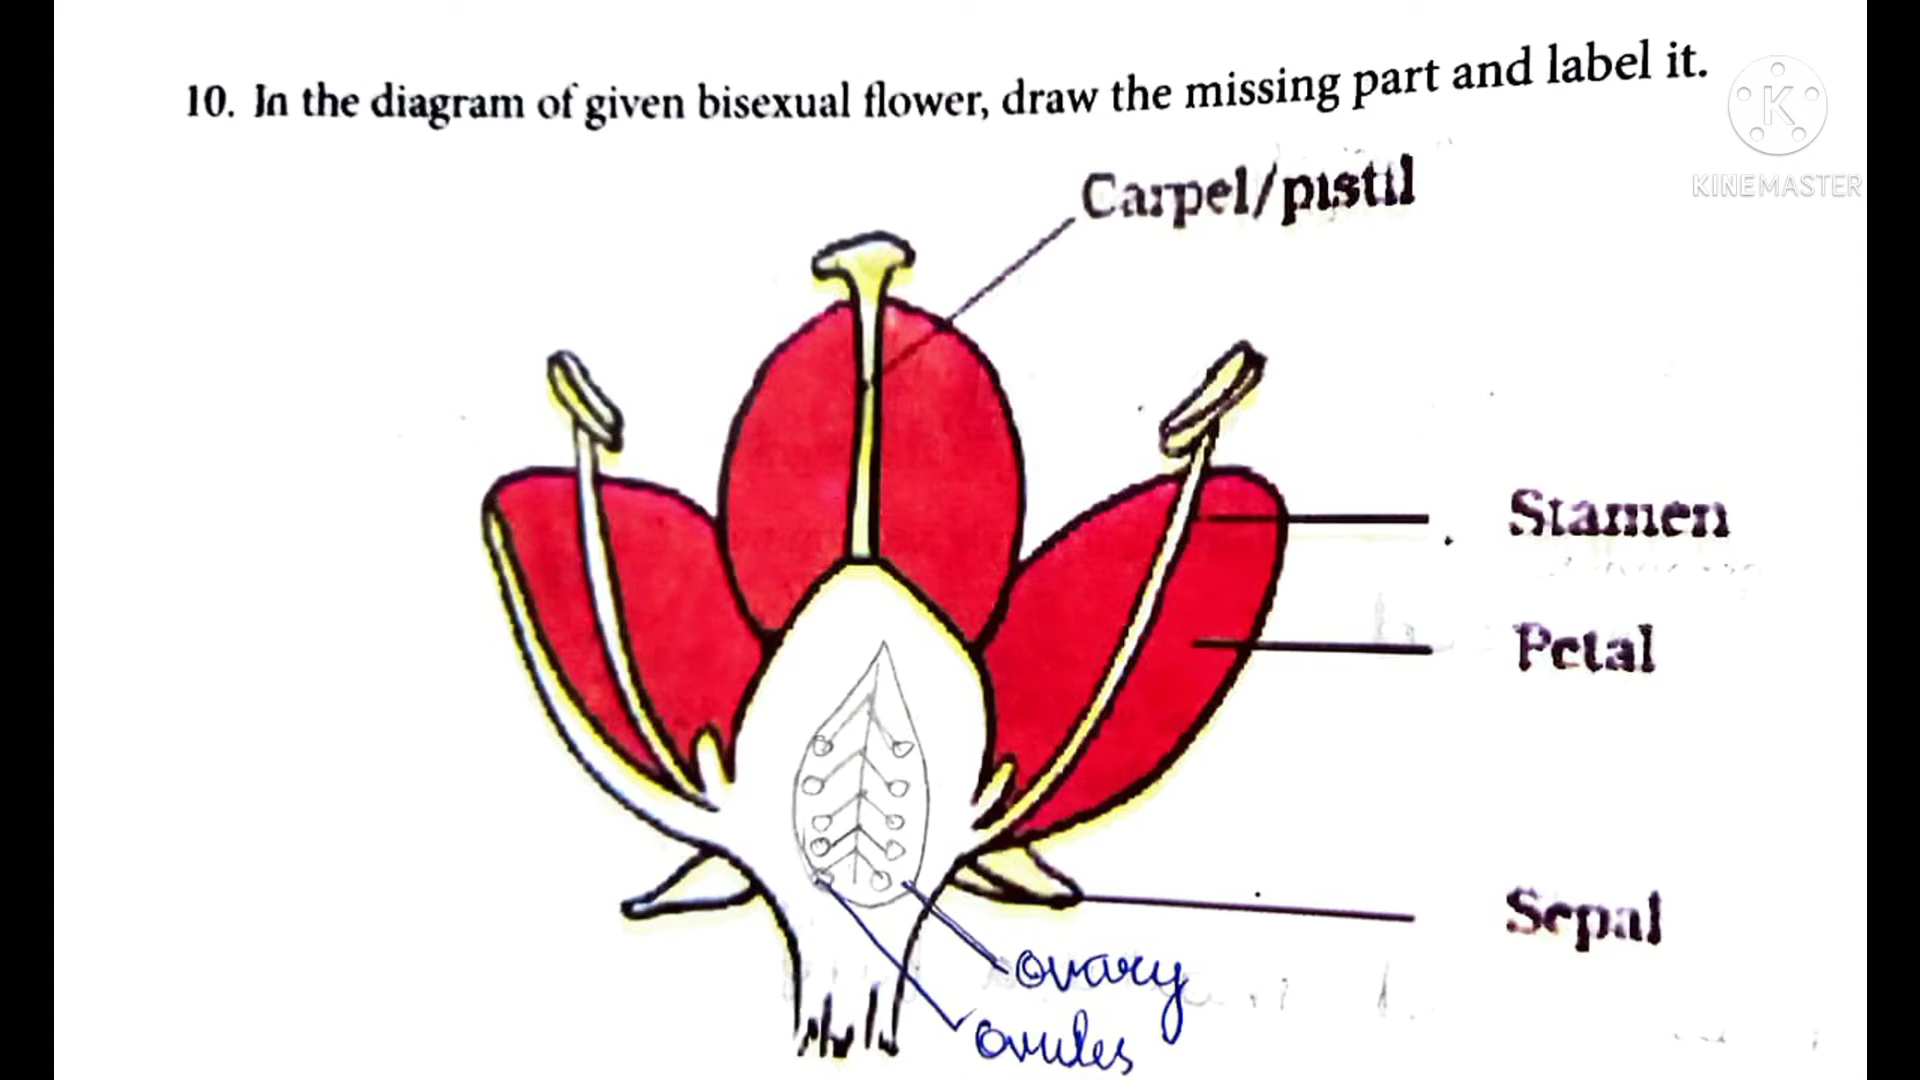 10. In the diagram of given bisexual flower, draw the missing part and label it.
K
KINEMASTER
Carpel/pistil
Stamen
Petal
Sepal
ovary
ovules